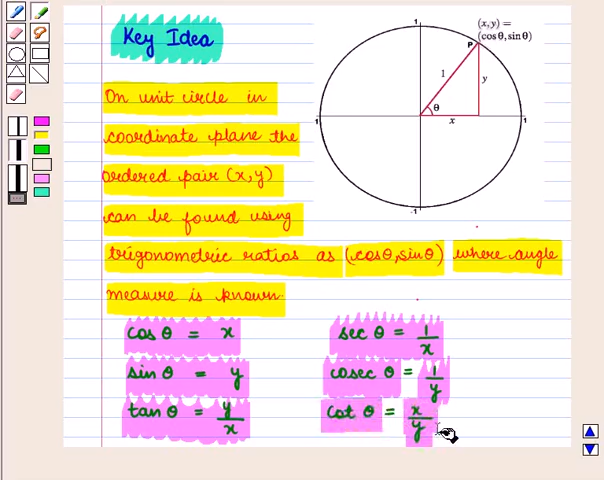 Key Idea
On unit circle in
coordinate plane the
ordered pair (x,y)
can be found using
trigonometric ratios as (cosθ,sinθ) where angle
measure is known
cos θ = x
sin θ = y
tan θ = y/x
sec θ = 1/x
cosec θ = 1/y
cot θ = x/y
1
(x,y) =
(cos θ, sin θ)
P
1
y
θ
x
1
1
-1